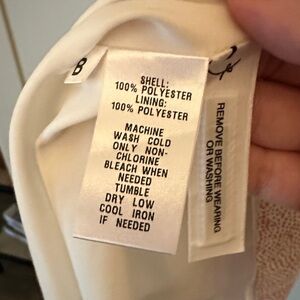 8
SHELL:
100% POLYESTER
LINING:
100% POLYESTER
MACHINE
WASH COLD
ONLY NON-
CHLORINE
BLEACH WHEN
NEEDED
TUMBLE
DRY LOW
COOL IRON
IF NEEDED
REMOVE BEFORE WEARING
OR WASHING